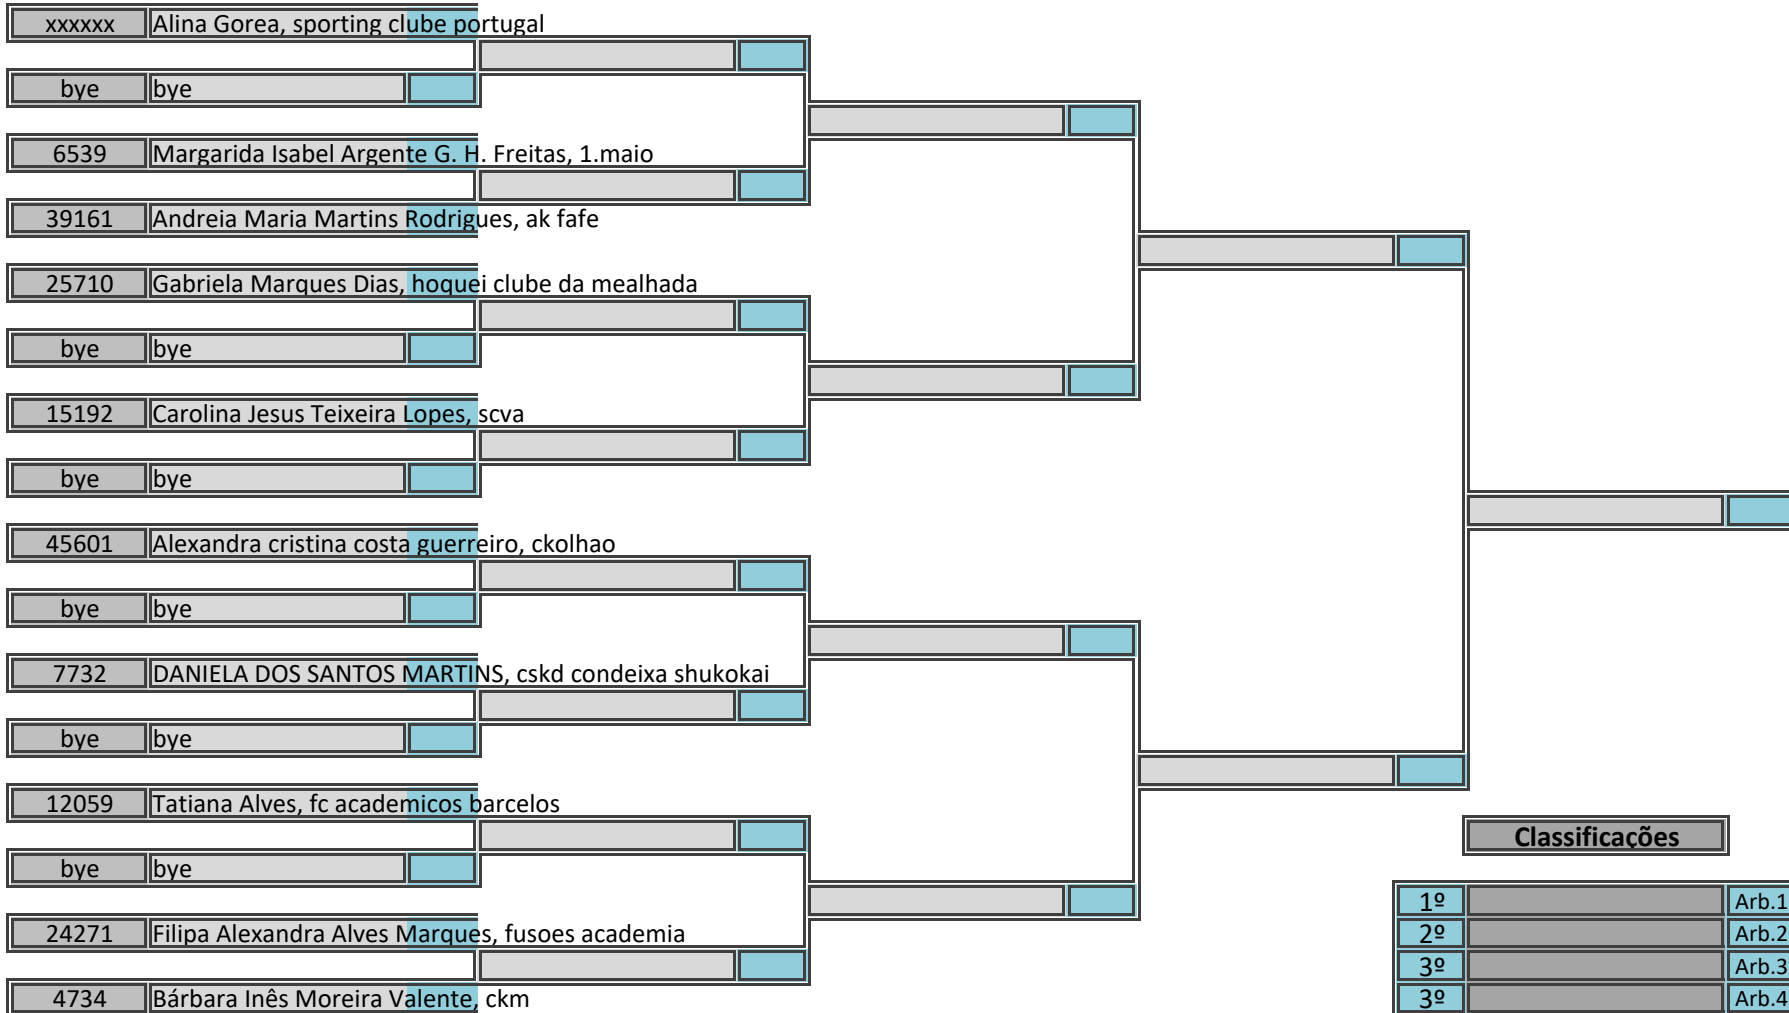 xxxxxx Alina Gorea, sporting clube portugal
bye bye
6539 Margarida Isabel Argente G. H. Freitas, 1.maio
39161 Andreia Maria Martins Rodrigues, ak fafe
25710 Gabriela Marques Dias, hoquei clube da mealhada
bye bye
15192 Carolina Jesus Teixeira Lopes, scva
bye bye
45601 Alexandra cristina costa guerreiro, ckolhao
bye bye
7732 DANIELA DOS SANTOS MARTINS, cskd condeixa shukokai
bye bye
12059 Tatiana Alves, fc academicos barcelos
bye bye
24271 Filipa Alexandra Alves Marques, fusoes academia
4734 Bárbara Inês Moreira Valente, ckm
Classificações
1º Arb.1
2º Arb.2
3º Arb.3
3º Arb.4